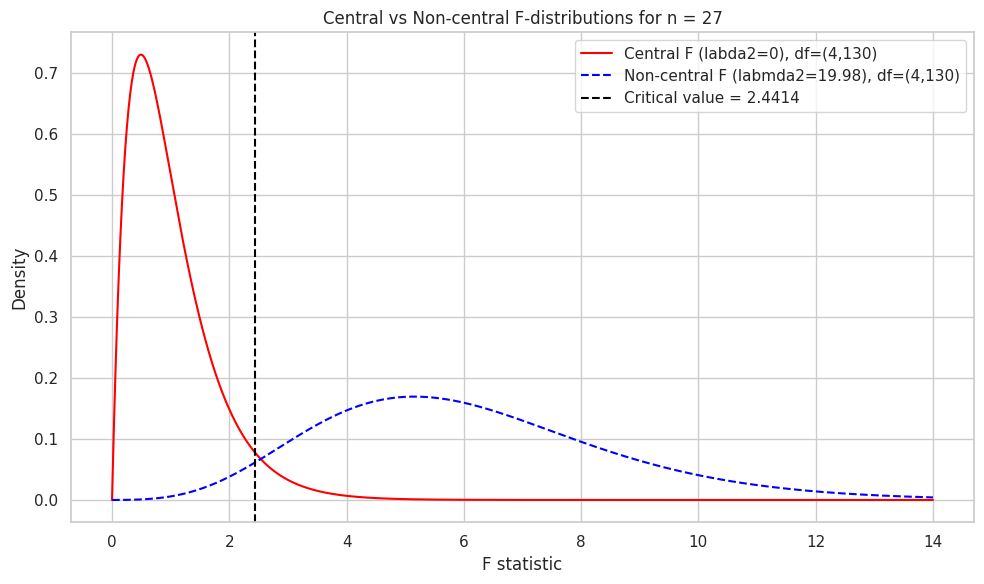 Central vs Non-central F-distributions for n = 27
Central F (labda2=0), df=(4,130)
Non-central F (labmda2=19.98), df=(4,130)
Critical value = 2.4414
Density
0.7
0.6
0.5
0.4
0.3
0.2
0.1
0.0
0 2 4 6 8 10 12 14
F statistic